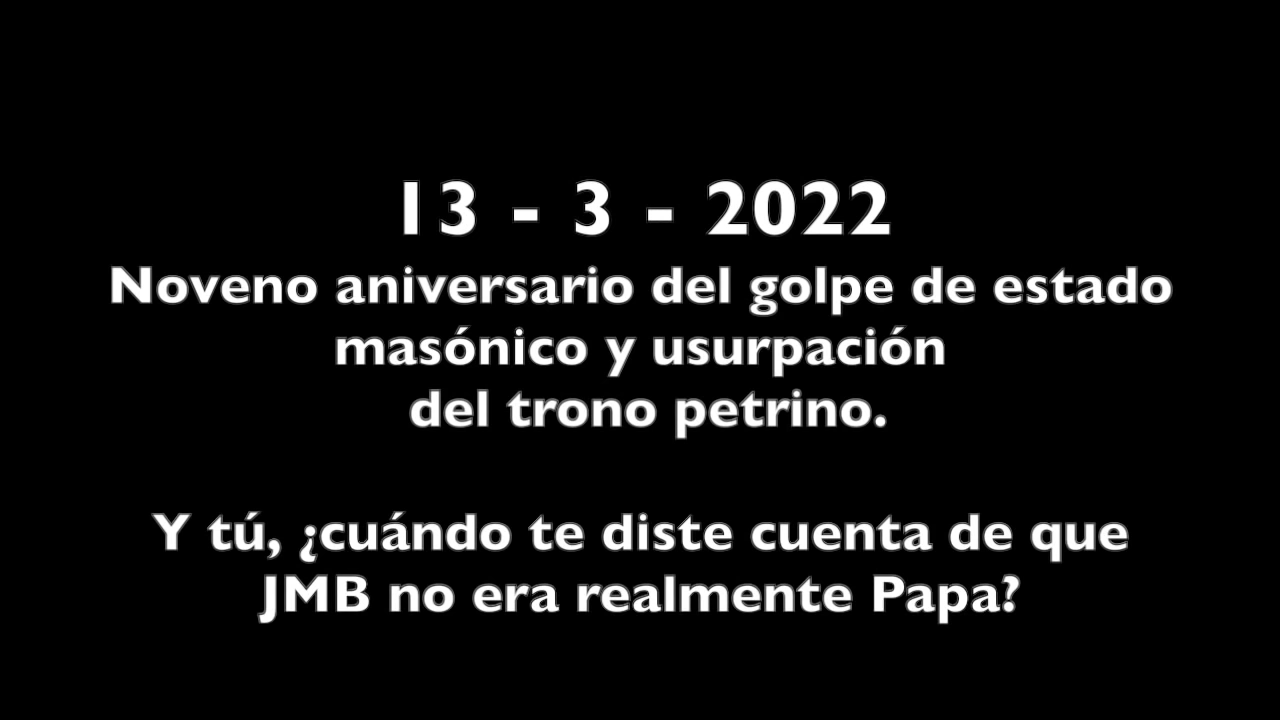 13 - 3 - 2022
Noveno aniversario del golpe de estado
masónico y usurpación
del trono petrino.
Y tú, ¿cuándo te diste cuenta de que
JMB no era realmente Papa?